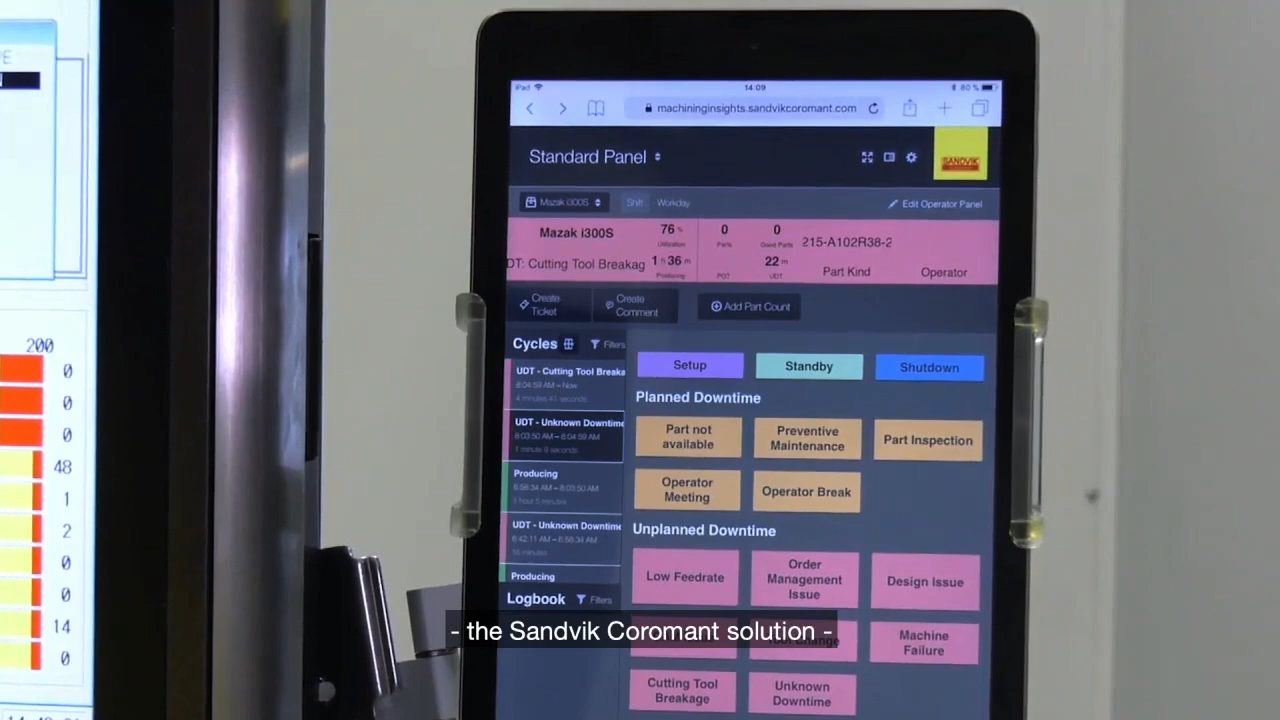 iPad
14:09
80 %
machininginsights.sandvikcoromant.com
Standard Panel
SANDVIK
Mazak i300S
Shift
Workday
Edit Operator Panel
Mazak i300S
76 %
Utilization
0
Parts
0
Good Parts
215-A102R38-2
DT: Cutting Tool Breakag
1 h 36 m
Producing
PDT
22 m
UDT
Part Kind
Operator
Create
Ticket
Create
Comment
Add Part Count
Cycles
Filters
UDT - Cutting Tool Breaka
8:04:59 AM – Now
4 minutes 41 seconds
UDT - Unknown Downtime
8:03:50 AM – 8:04:59 AM
1 minute 9 seconds
Producing
6:58:34 AM – 8:03:50 AM
1 hour 5 minutes
UDT - Unknown Downtime
6:42:11 AM – 6:58:34 AM
16 minutes
Producing
Logbook
Filters
Setup
Standby
Shutdown
Planned Downtime
Part not
available
Preventive
Maintenance
Part Inspection
Operator
Meeting
Operator Break
Unplanned Downtime
Low Feedrate
Order
Management
Issue
Design Issue
Machine
Failure
Cutting Tool
Breakage
Unknown
Downtime
200
0
0
0
48
1
2
0
0
14
0
- the Sandvik Coromant solution -